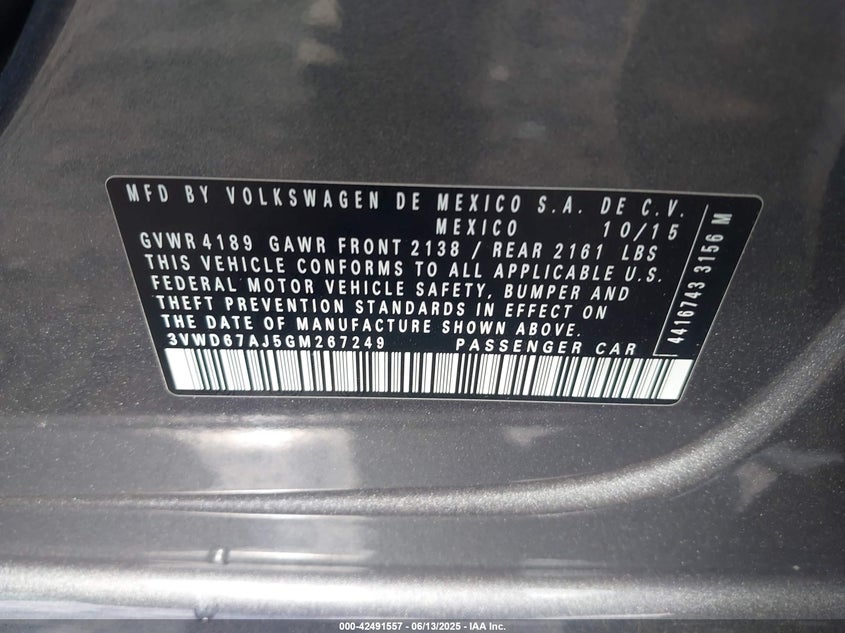 MFD BY VOLKSWAGEN DE MEXICO S.A. DE C.V.
MEXICO 10/15
GVWR 4189 GAWR FRONT 2138 / REAR 2161 LBS
THIS VEHICLE CONFORMS TO ALL APPLICABLE U.S.
FEDERAL MOTOR VEHICLE SAFETY, BUMPER AND
THEFT PREVENTION STANDARDS IN EFFECT ON
THE DATE OF MANUFACTURE SHOWN ABOVE.
3VWD67AJ5GM267249 PASSENGER CAR
4416743 3156 M
000-42491557 - 06/13/2025 - IAA Inc.